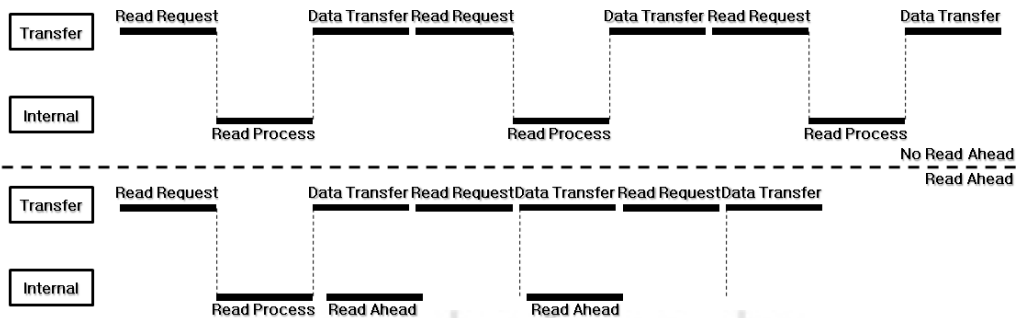 Read Request Data Transfer Read Request Data Transfer Read Request Data Transfer
Transfer
Internal
Read Process Read Process Read Process
No Read Ahead
Read Ahead
Read Request Data Transfer Read Request Data Transfer Read Request Data Transfer
Transfer
Internal
Read Process Read Ahead Read Ahead